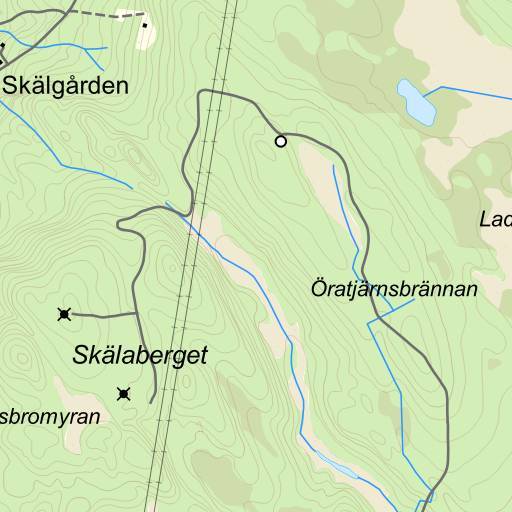 Skälgården
Lad
Öratjärnsbrännan
Skälaberget
sbromyran